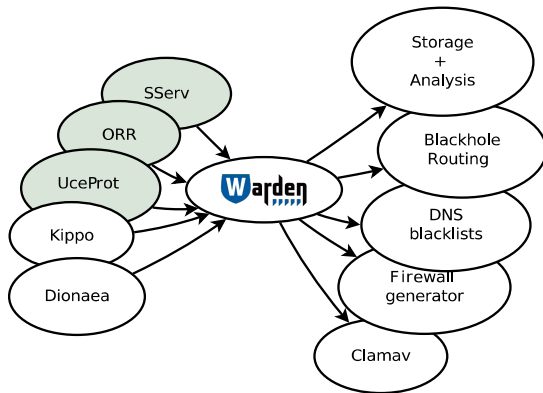 SServ
ORR
UceProt
Kippo
Dionaea
Warden
Storage
+
Analysis
Blackhole
Routing
DNS
blacklists
Firewall
generator
Clamav